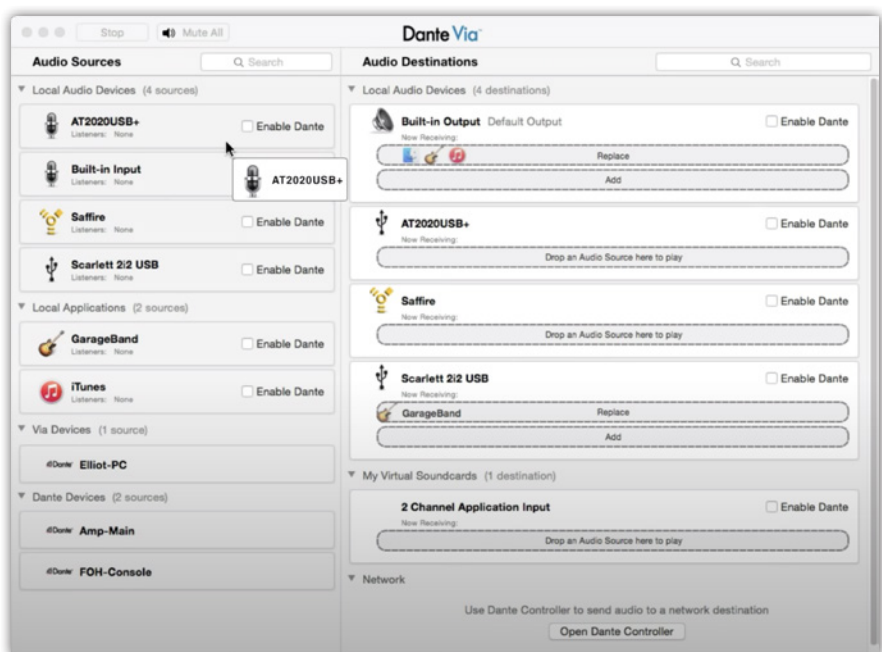 Stop
Mute All
Dante Via™
Audio Sources
Search
Local Audio Devices (4 sources)
AT2020USB+
Listeners: None
Enable Dante
Built-in Input
Listeners: None
AT2020USB+
Saffire
Listeners: None
Enable Dante
Scarlett 2i2 USB
Listeners: None
Enable Dante
Local Applications (2 sources)
GarageBand
Listeners: None
Enable Dante
iTunes
Listeners: None
Enable Dante
Via Devices (1 source)
Dante Elliot-PC
Dante Devices (2 sources)
Dante Amp-Main
Dante FOH-Console
Audio Destinations
Search
Local Audio Devices (4 destinations)
Built-in Output Default Output
Enable Dante
Now Receiving:
Replace
Add
AT2020USB+
Enable Dante
Now Receiving:
Drop an Audio Source here to play
Saffire
Enable Dante
Now Receiving:
Drop an Audio Source here to play
Scarlett 2i2 USB
Enable Dante
Now Receiving:
GarageBand Replace
Add
My Virtual Soundcards (1 destination)
2 Channel Application Input
Enable Dante
Now Receiving:
Drop an Audio Source here to play
Network
Use Dante Controller to send audio to a network destination
Open Dante Controller